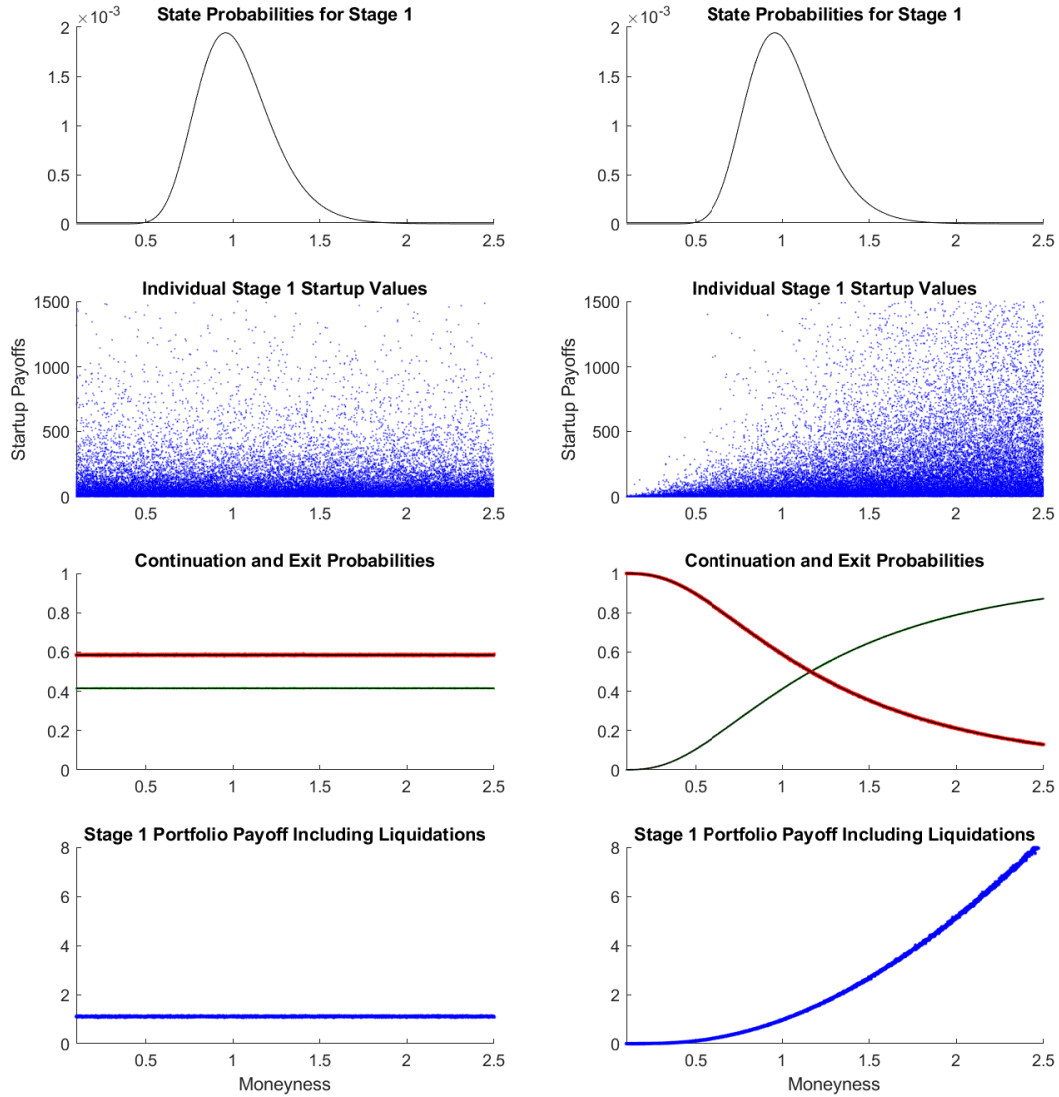 State Probabilities for Stage 1
×10⁻³
2
1.5
1
0.5
0
0.5 1 1.5 2 2.5
State Probabilities for Stage 1
×10⁻³
2
1.5
1
0.5
0
0.5 1 1.5 2 2.5
Individual Stage 1 Startup Values
Startup Payoffs
1500
1000
500
0
0.5 1 1.5 2 2.5
Individual Stage 1 Startup Values
Startup Payoffs
1500
1000
500
0
0.5 1 1.5 2 2.5
Continuation and Exit Probabilities
1
0.8
0.6
0.4
0.2
0
0.5 1 1.5 2 2.5
Continuation and Exit Probabilities
1
0.8
0.6
0.4
0.2
0
0.5 1 1.5 2 2.5
Stage 1 Portfolio Payoff Including Liquidations
8
6
4
2
0
0.5 1 1.5 2 2.5
Moneyness
Stage 1 Portfolio Payoff Including Liquidations
8
6
4
2
0
0.5 1 1.5 2 2.5
Moneyness